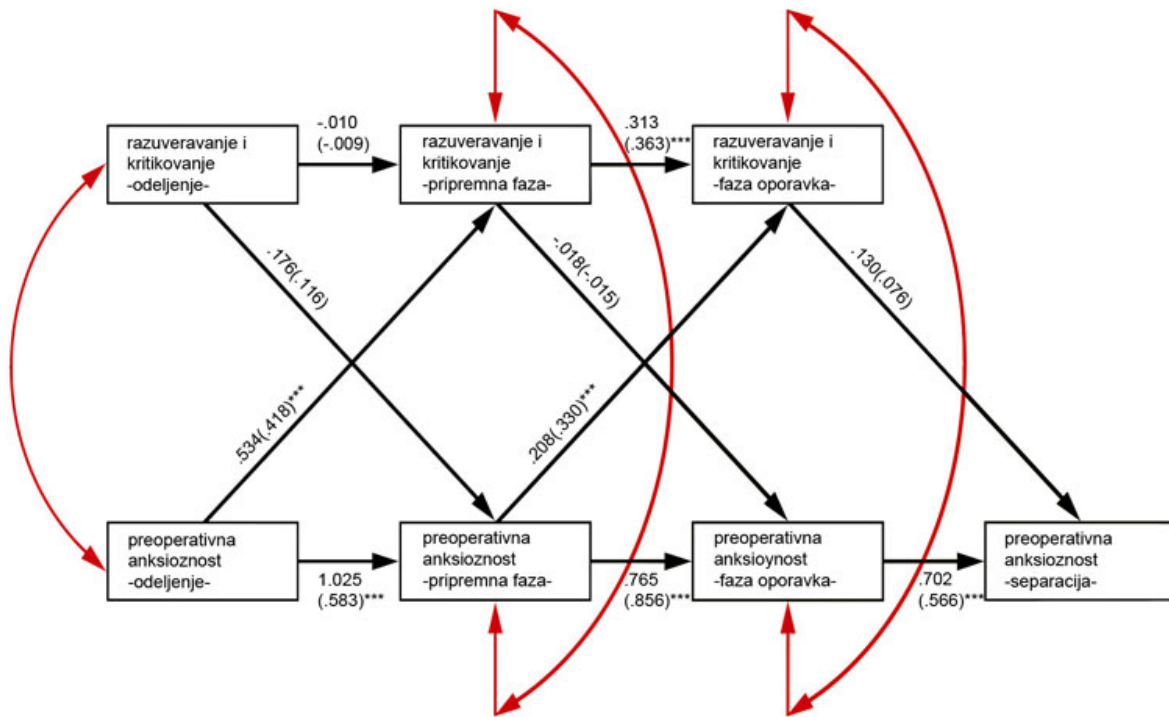 -.010
(-.009)
.313
(.363)***
razuveravanje i
kritikovanje
-odeljenje-
razuveravanje i
kritikovanje
-pripremna faza-
razuveravanje i
kritikovanje
-faza oporavka-
.176(.116)
-.018(-.015)
.130(.076)
.534(.418)***
.208(.330)***
preoperativna
anksioznost
-odeljenje-
preoperativna
anksioznost
-pripremna faza-
preoperativna
anksioynost
-faza oporavka-
preoperativna
anksioznost
-separacija-
1.025
(.583)***
.765
(.856)***
.702
(.566)***